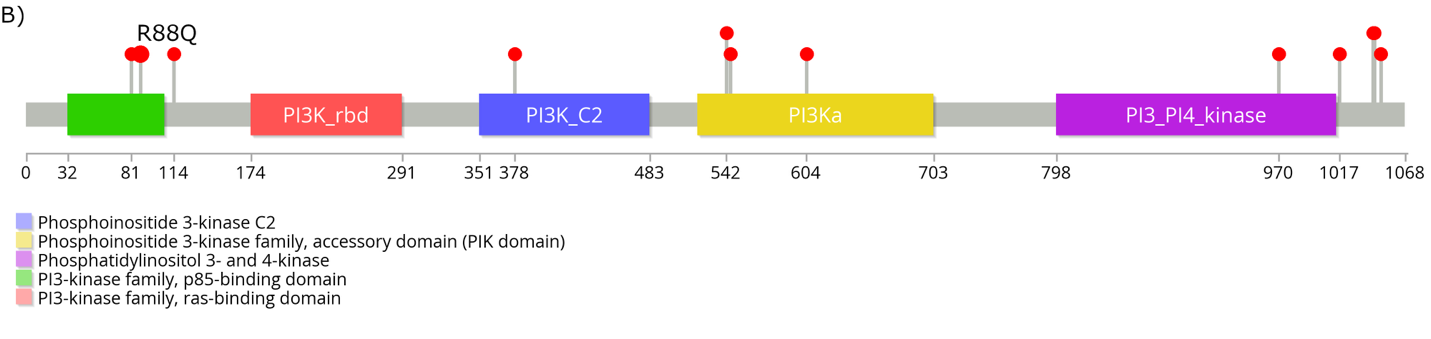 B)
R88Q
PI3K_rbd PI3K_C2 PI3Ka PI3_PI4_kinase
0 32 81 114 174 291 351 378 483 542 604 703 798 970 1017 1068
Phosphoinositide 3-kinase C2
Phosphoinositide 3-kinase family, accessory domain (PIK domain)
Phosphatidylinositol 3- and 4-kinase
PI3-kinase family, p85-binding domain
PI3-kinase family, ras-binding domain